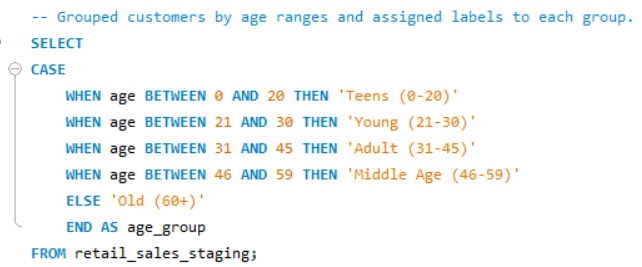 -- Grouped customers by age ranges and assigned labels to each group.
SELECT
CASE
WHEN age BETWEEN 0 AND 20 THEN 'Teens (0-20)'
WHEN age BETWEEN 21 AND 30 THEN 'Young (21-30)'
WHEN age BETWEEN 31 AND 45 THEN 'Adult (31-45)'
WHEN age BETWEEN 46 AND 59 THEN 'Middle Age (46-59)'
ELSE 'Old (60+)'
END AS age_group
FROM retail_sales_staging;